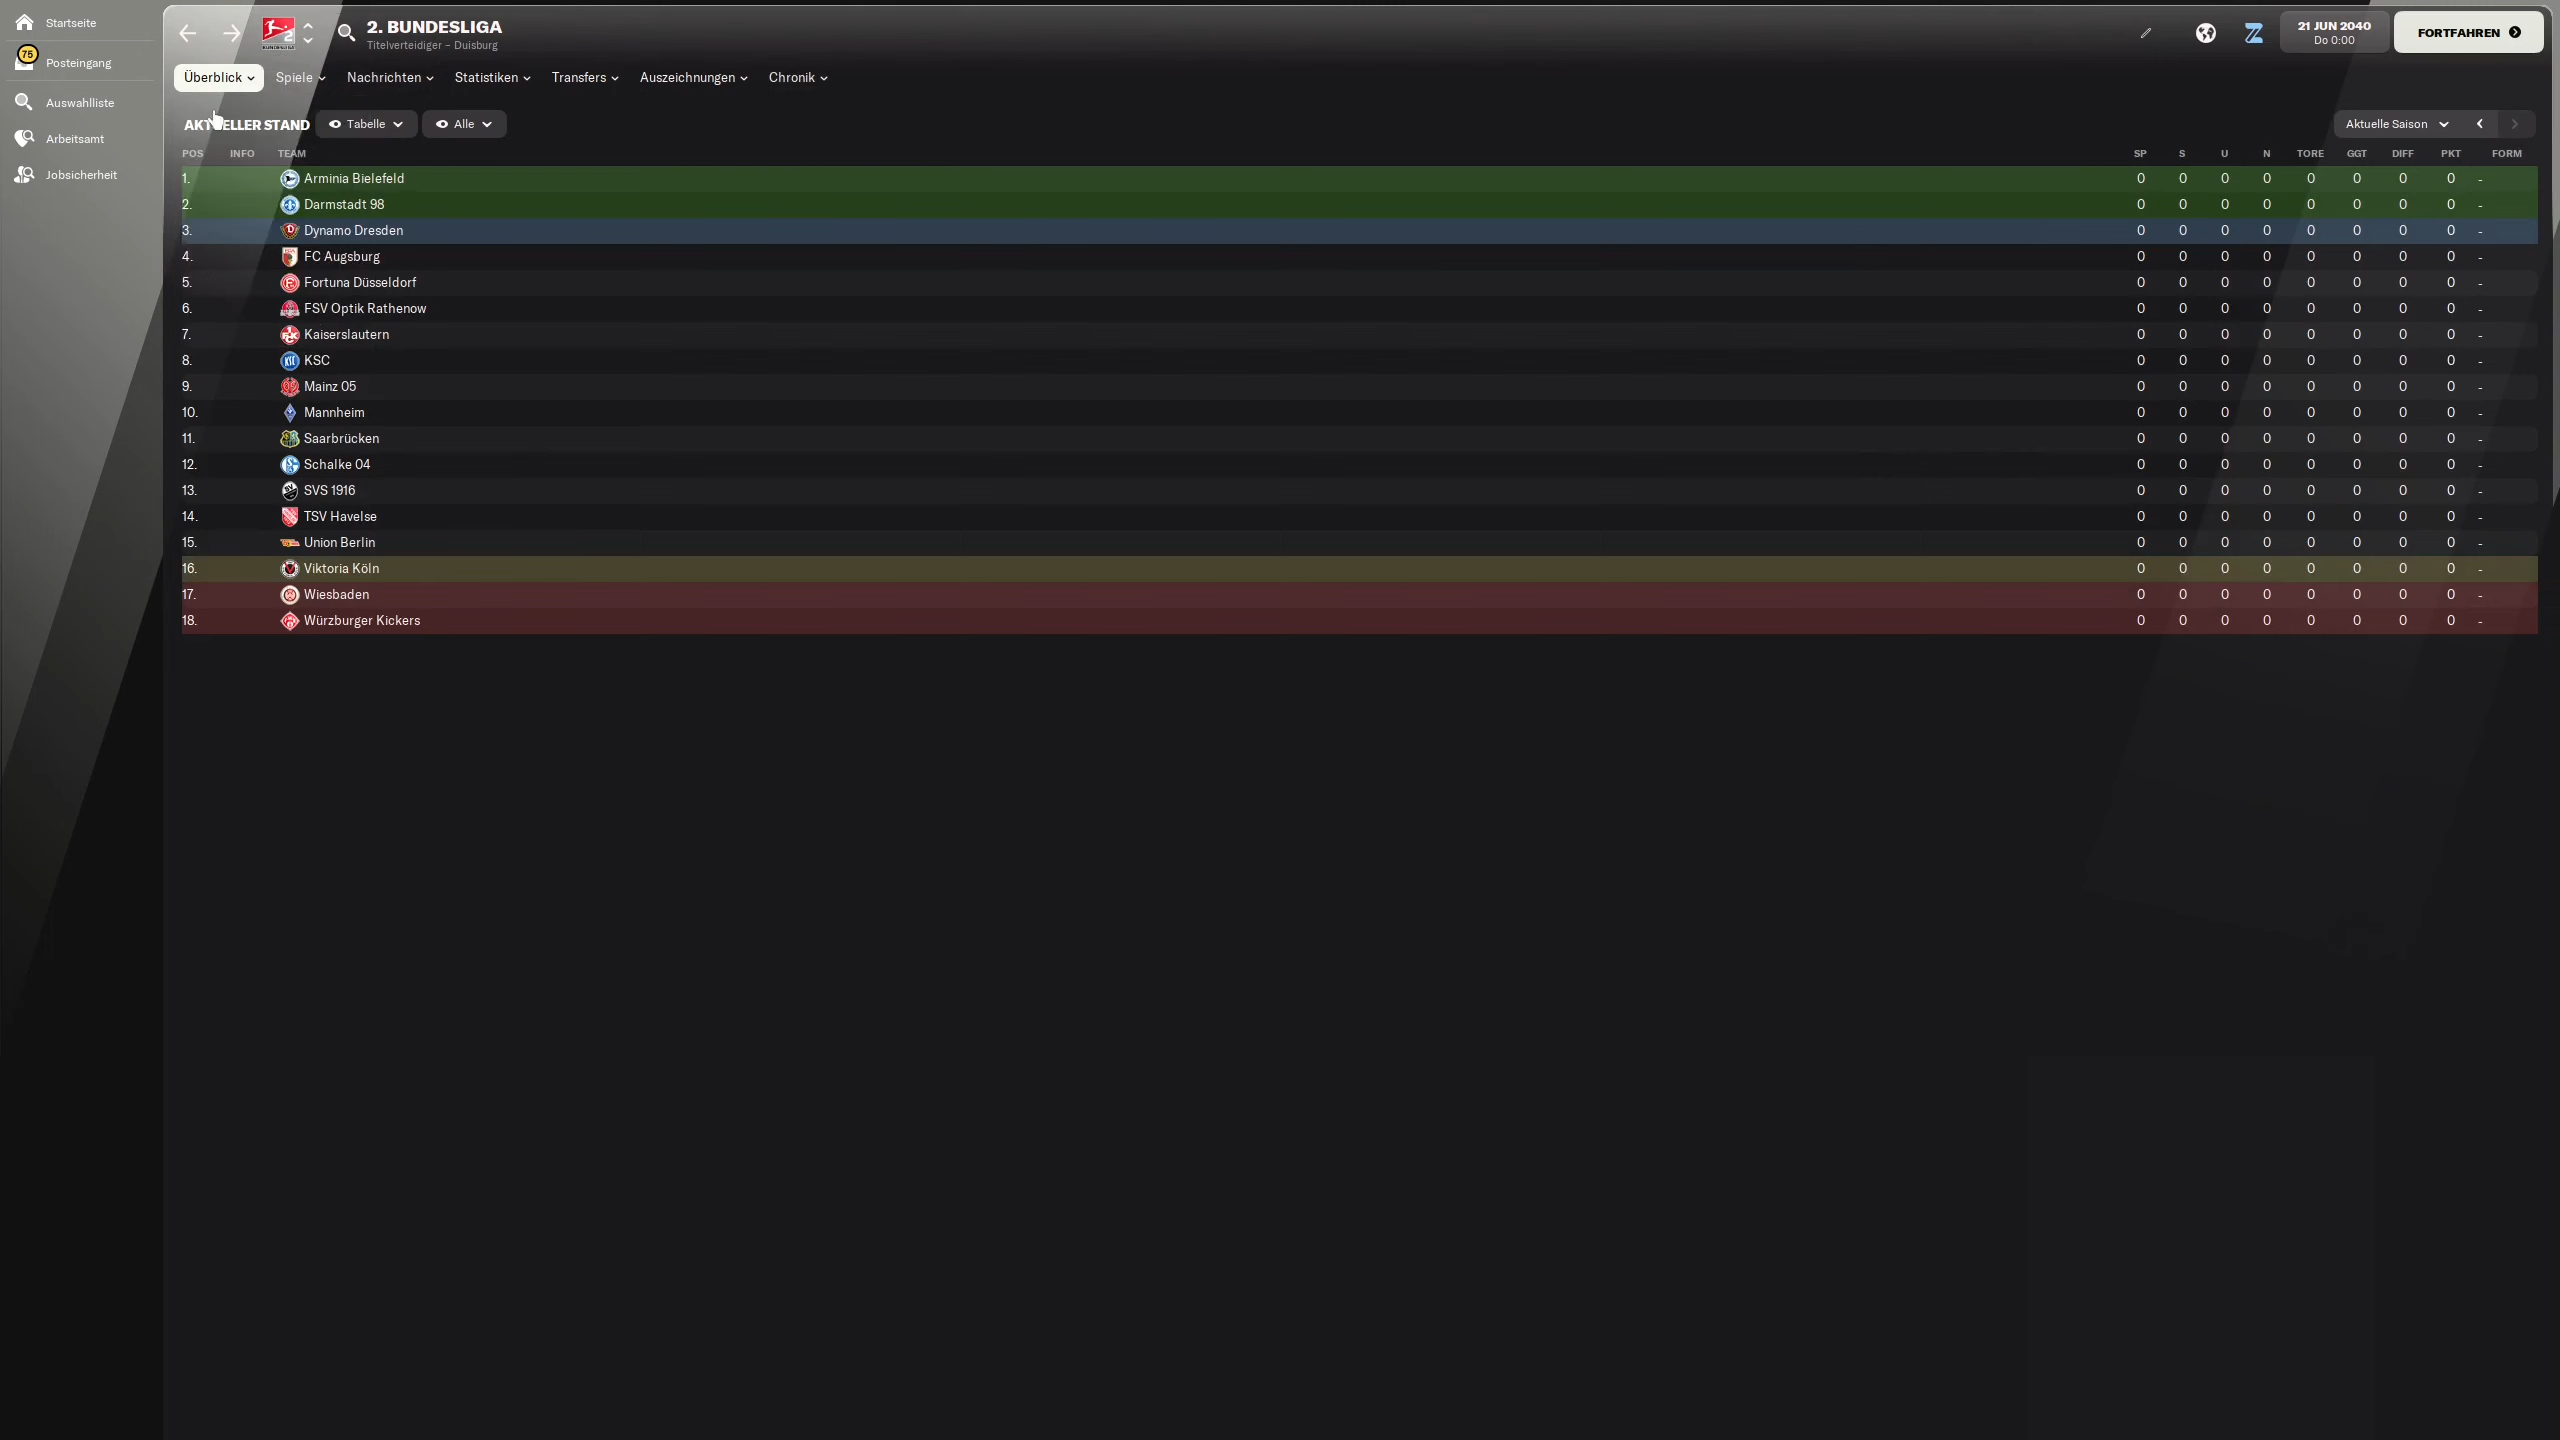 Startseite
75
Posteingang
Auswahlliste
Arbeitsamt
Jobsicherheit
2. BUNDESLIGA
Titelverteidiger – Duisburg
21 JUN 2040
Do 0:00
FORTFAHREN
Überblick Spiele Nachrichten Statistiken Transfers Auszeichnungen Chronik
AKTUELLER STAND Tabelle Alle Aktuelle Saison
POS INFO TEAM SP S U N TORE GGT DIFF PKT FORM
1. Arminia Bielefeld 0 0 0 0 0 0 0 0 -
2. Darmstadt 98 0 0 0 0 0 0 0 0 -
3. Dynamo Dresden 0 0 0 0 0 0 0 0 -
4. FC Augsburg 0 0 0 0 0 0 0 0 -
5. Fortuna Düsseldorf 0 0 0 0 0 0 0 0 -
6. FSV Optik Rathenow 0 0 0 0 0 0 0 0 -
7. Kaiserslautern 0 0 0 0 0 0 0 0 -
8. KSC 0 0 0 0 0 0 0 0 -
9. Mainz 05 0 0 0 0 0 0 0 0 -
10. Mannheim 0 0 0 0 0 0 0 0 -
11. Saarbrücken 0 0 0 0 0 0 0 0 -
12. Schalke 04 0 0 0 0 0 0 0 0 -
13. SVS 1916 0 0 0 0 0 0 0 0 -
14. TSV Havelse 0 0 0 0 0 0 0 0 -
15. Union Berlin 0 0 0 0 0 0 0 0 -
16. Viktoria Köln 0 0 0 0 0 0 0 0 -
17. Wiesbaden 0 0 0 0 0 0 0 0 -
18. Würzburger Kickers 0 0 0 0 0 0 0 0 -